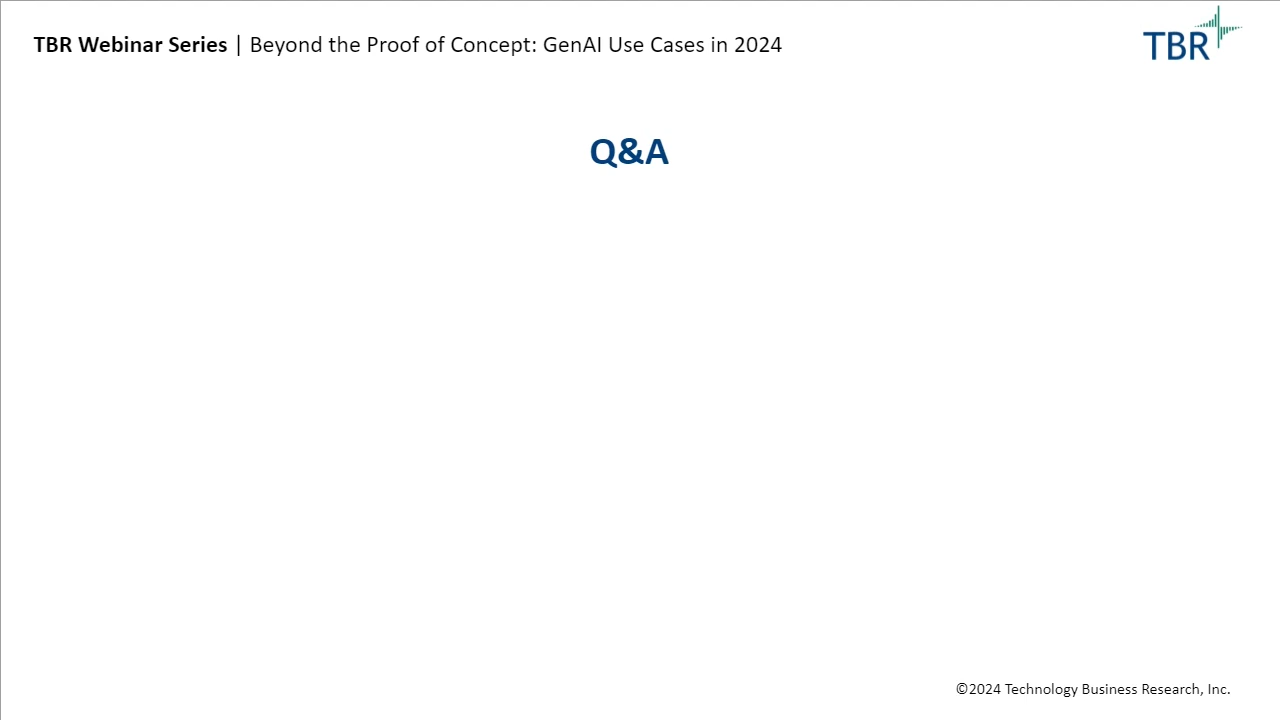 TBR Webinar Series | Beyond the Proof of Concept: GenAI Use Cases in 2024
TBR
Q&A
©2024 Technology Business Research, Inc.